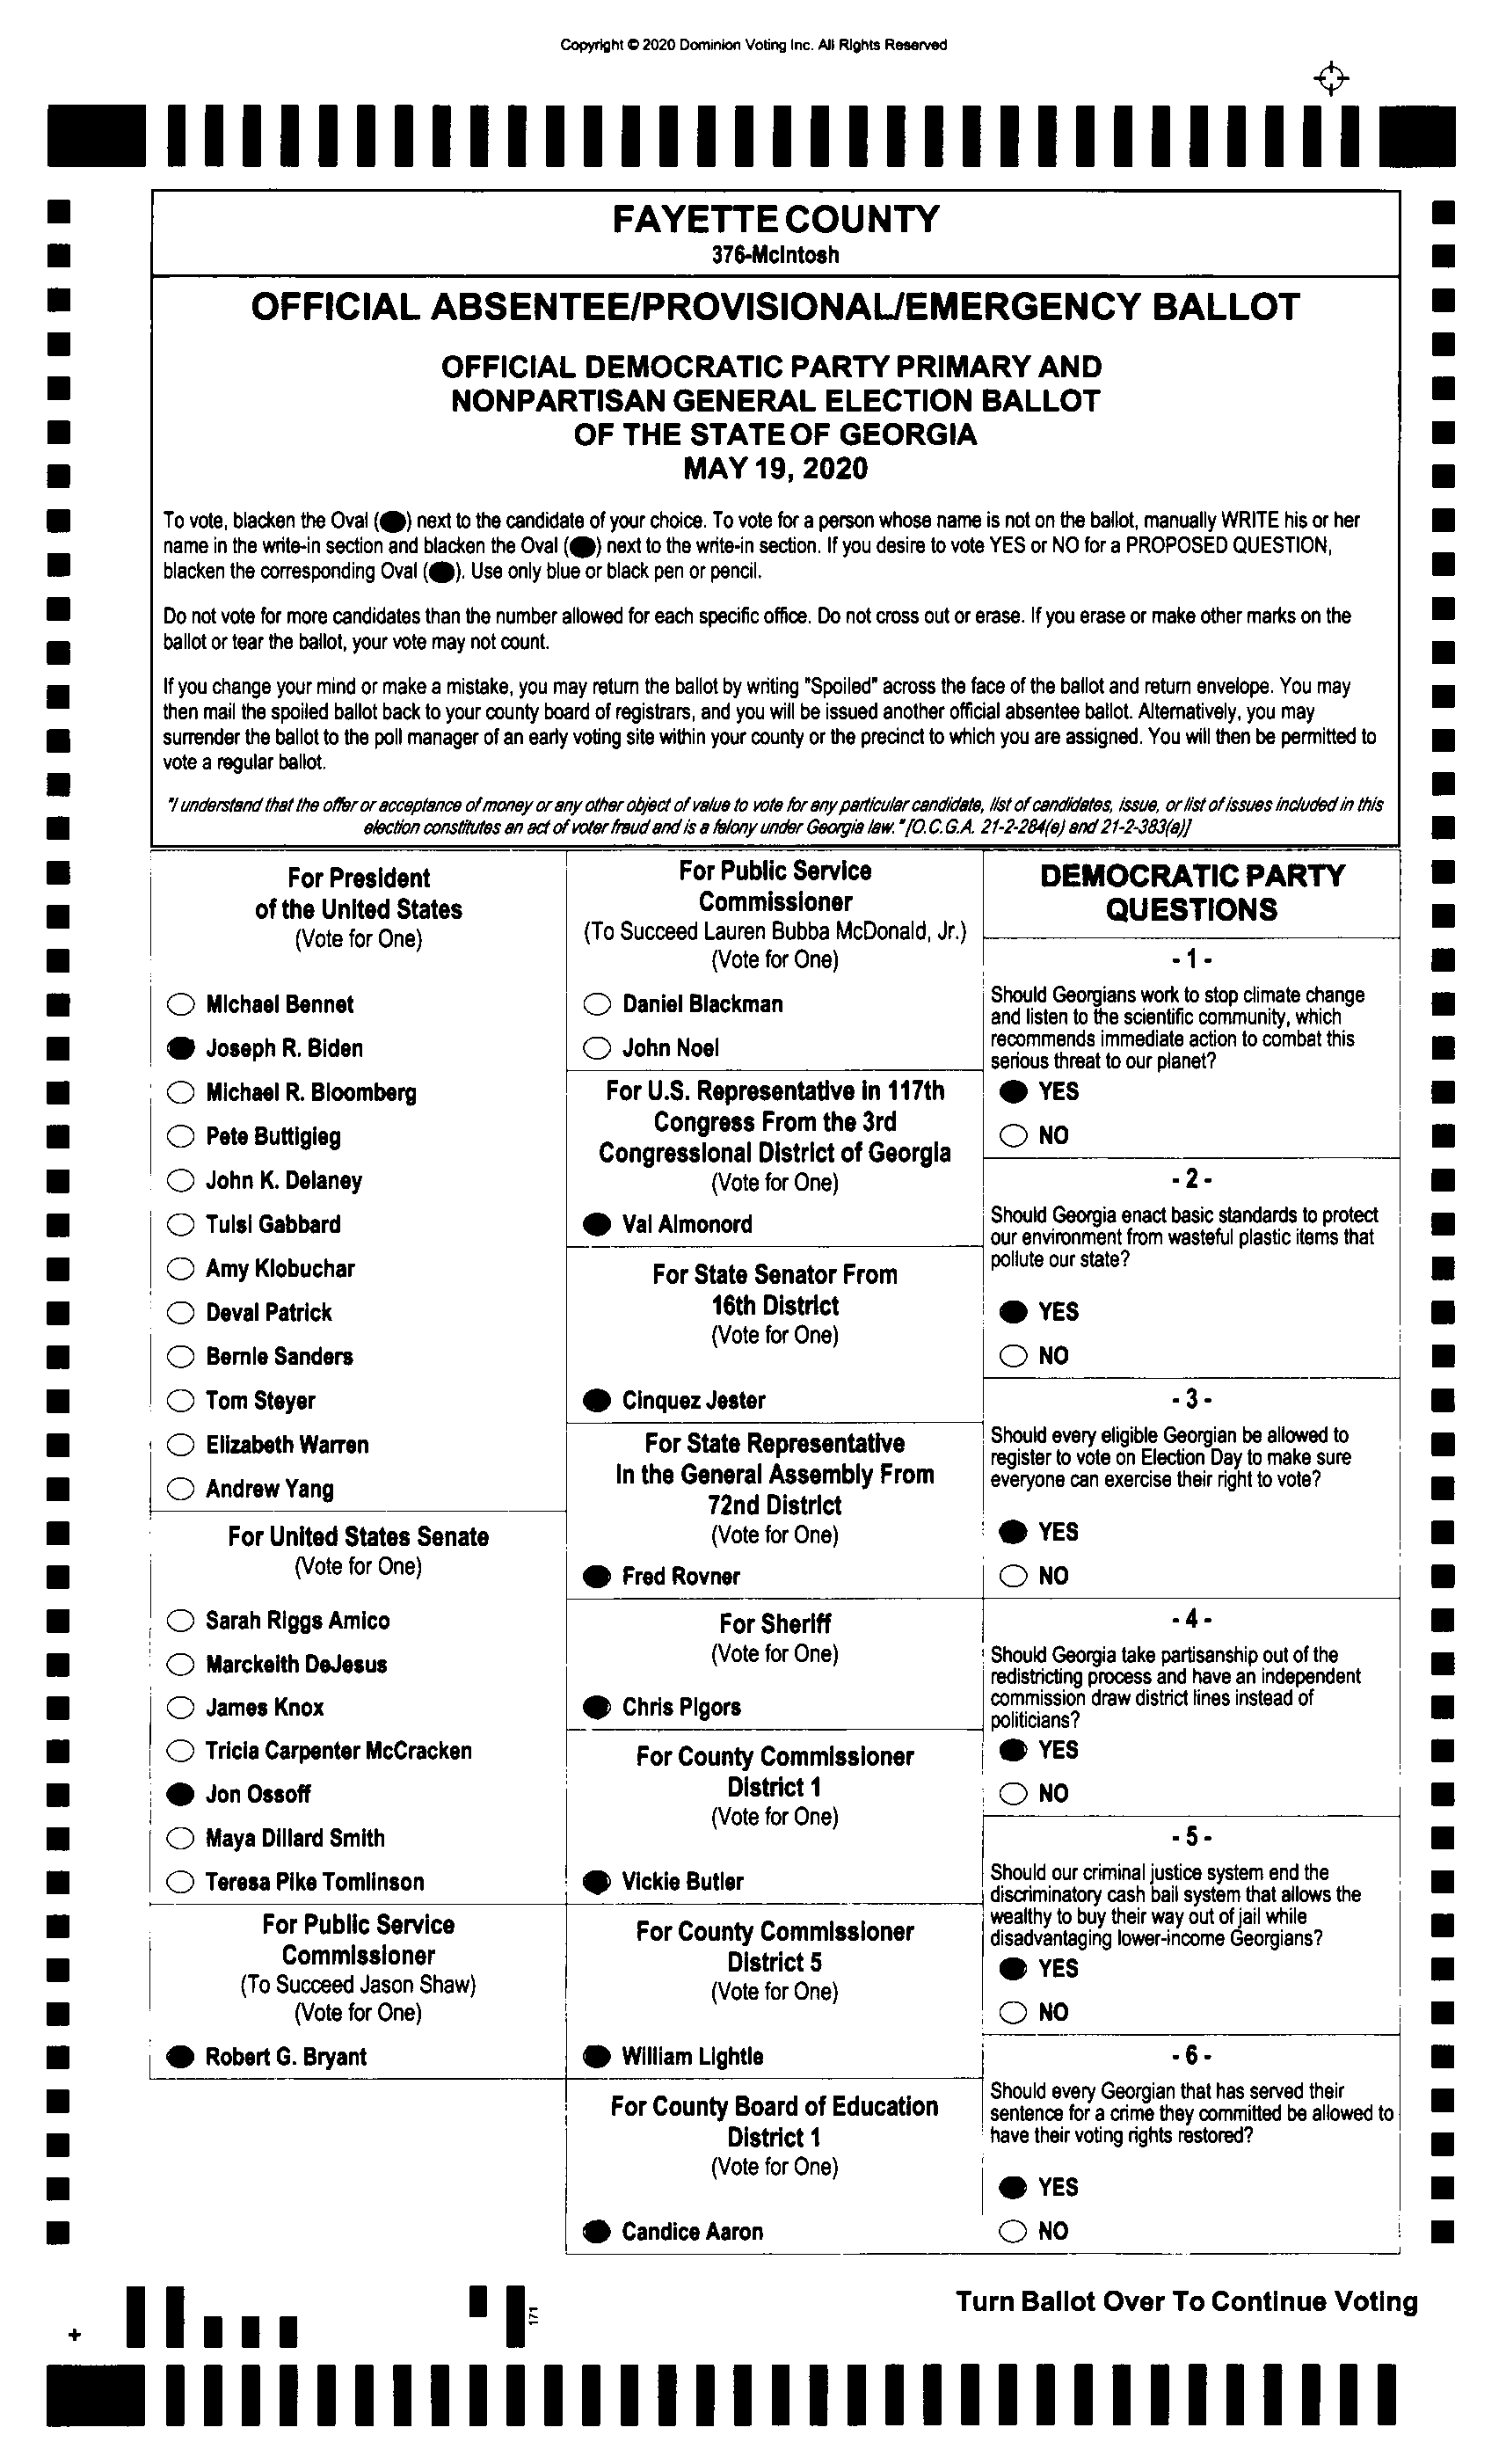 Copyright © 2020 Dominion Voting Inc. All Rights Reserved
FAYETTE COUNTY
376-McIntosh
OFFICIAL ABSENTEE/PROVISIONAL/EMERGENCY BALLOT
OFFICIAL DEMOCRATIC PARTY PRIMARY AND
NONPARTISAN GENERAL ELECTION BALLOT
OF THE STATE OF GEORGIA
MAY 19, 2020
To vote, blacken the Oval (⬬) next to the candidate of your choice. To vote for a person whose name is not on the ballot, manually WRITE his or her
name in the write-in section and blacken the Oval (⬬) next to the write-in section. If you desire to vote YES or NO for a PROPOSED QUESTION,
blacken the corresponding Oval (⬬). Use only blue or black pen or pencil.
Do not vote for more candidates than the number allowed for each specific office. Do not cross out or erase. If you erase or make other marks on the
ballot or tear the ballot, your vote may not count.
If you change your mind or make a mistake, you may return the ballot by writing "Spoiled" across the face of the ballot and return envelope. You may
then mail the spoiled ballot back to your county board of registrars, and you will be issued another official absentee ballot. Alternatively, you may
surrender the ballot to the poll manager of an early voting site within your county or the precinct to which you are assigned. You will then be permitted to
vote a regular ballot.
"I understand that the offer or acceptance of money or any other object of value to vote for any particular candidate, list of candidates, issue, or list of issues included in this
election constitutes an act of voter fraud and is a felony under Georgia law." [O.C.G.A. 21-2-284(e) and 21-2-383(a)]
For President
of the United States
(Vote for One)
Michael Bennet
Joseph R. Biden
Michael R. Bloomberg
Pete Buttigieg
John K. Delaney
Tulsi Gabbard
Amy Klobuchar
Deval Patrick
Bernie Sanders
Tom Steyer
Elizabeth Warren
Andrew Yang
For United States Senate
(Vote for One)
Sarah Riggs Amico
Marckeith DeJesus
James Knox
Tricia Carpenter McCracken
Jon Ossoff
Maya Dillard Smith
Teresa Pike Tomlinson
For Public Service
Commissioner
(To Succeed Jason Shaw)
(Vote for One)
Robert G. Bryant
For Public Service
Commissioner
(To Succeed Lauren Bubba McDonald, Jr.)
(Vote for One)
Daniel Blackman
John Noel
For U.S. Representative in 117th
Congress From the 3rd
Congressional District of Georgia
(Vote for One)
Val Almonord
For State Senator From
16th District
(Vote for One)
Cinquez Jester
For State Representative
In the General Assembly From
72nd District
(Vote for One)
Fred Rovner
For Sheriff
(Vote for One)
Chris Pigors
For County Commissioner
District 1
(Vote for One)
Vickie Butler
For County Commissioner
District 5
(Vote for One)
William Lightle
For County Board of Education
District 1
(Vote for One)
Candice Aaron
DEMOCRATIC PARTY
QUESTIONS
- 1 -
Should Georgians work to stop climate change
and listen to the scientific community, which
recommends immediate action to combat this
serious threat to our planet?
YES
NO
- 2 -
Should Georgia enact basic standards to protect
our environment from wasteful plastic items that
pollute our state?
YES
NO
- 3 -
Should every eligible Georgian be allowed to
register to vote on Election Day to make sure
everyone can exercise their right to vote?
YES
NO
- 4 -
Should Georgia take partisanship out of the
redistricting process and have an independent
commission draw district lines instead of
politicians?
YES
NO
- 5 -
Should our criminal justice system end the
discriminatory cash bail system that allows the
wealthy to buy their way out of jail while
disadvantaging lower-income Georgians?
YES
NO
- 6 -
Should every Georgian that has served their
sentence for a crime they committed be allowed to
have their voting rights restored?
YES
NO
171
Turn Ballot Over To Continue Voting